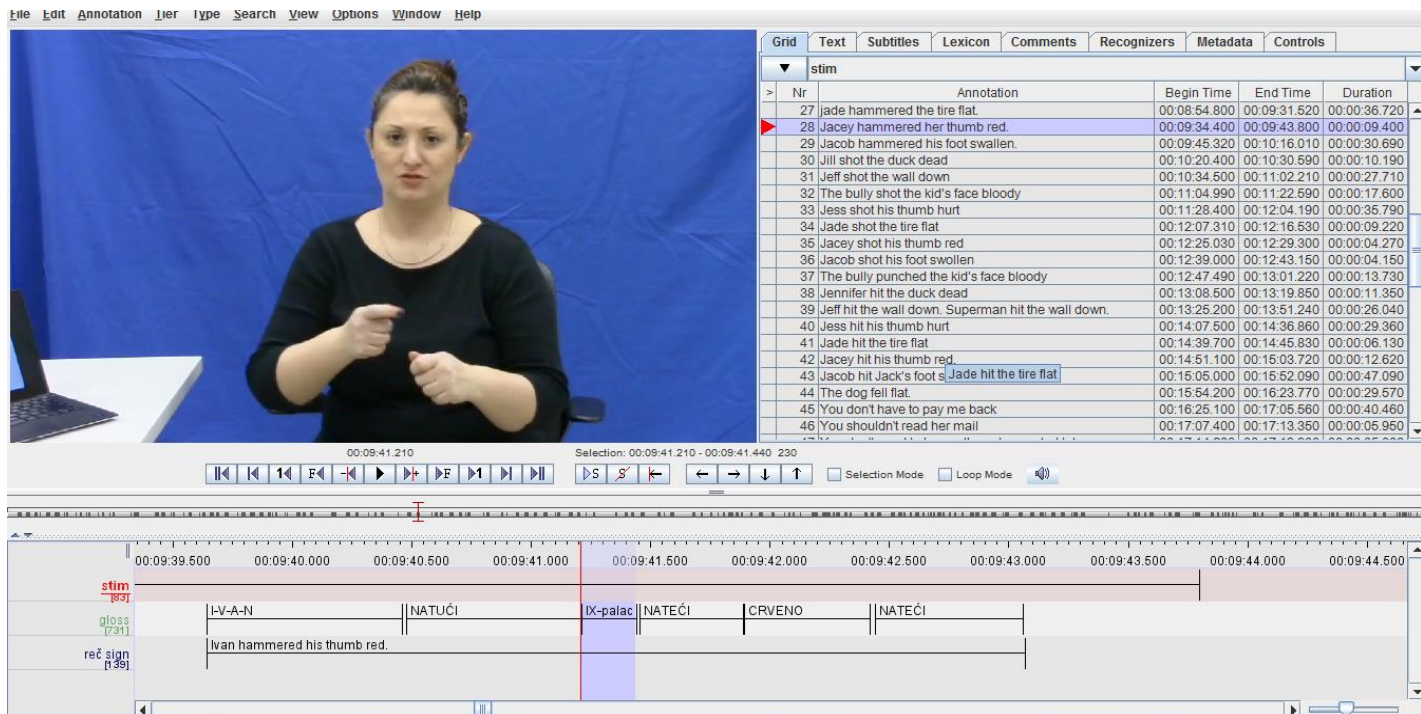 File Edit Annotation Tier Type Search View Options Window Help
Grid Text Subtitles Lexicon Comments Recognizers Metadata Controls
stim
> Nr Annotation Begin Time End Time Duration
27 jade hammered the tire flat. 00:08:54.800 00:09:31.520 00:00:36.720
28 Jacey hammered her thumb red. 00:09:34.400 00:09:43.800 00:00:09.400
29 Jacob hammered his foot swallen. 00:09:45.320 00:10:16.010 00:00:30.690
30 Jill shot the duck dead 00:10:20.400 00:10:30.590 00:00:10.190
31 Jeff shot the wall down 00:10:34.500 00:11:02.210 00:00:27.710
32 The bully shot the kid's face bloody 00:11:04.990 00:11:22.590 00:00:17.600
33 Jess shot his thumb hurt 00:11:28.400 00:12:04.190 00:00:35.790
34 Jade shot the tire flat 00:12:07.310 00:12:16.530 00:00:09.220
35 Jacey shot his thumb red 00:12:25.030 00:12:29.300 00:00:04.270
36 Jacob shot his foot swollen 00:12:39.000 00:12:43.150 00:00:04.150
37 The bully punched the kid's face bloody 00:12:47.490 00:13:01.220 00:00:13.730
38 Jennifer hit the duck dead 00:13:08.500 00:13:19.850 00:00:11.350
39 Jeff hit the wall down. Superman hit the wall down. 00:13:25.200 00:13:51.240 00:00:26.040
40 Jess hit his thumb hurt 00:14:07.500 00:14:36.860 00:00:29.360
41 Jade hit the tire flat 00:14:39.700 00:14:45.830 00:00:06.130
42 Jacey hit his thumb red. 00:14:51.100 00:15:03.720 00:00:12.620
43 Jacob hit Jack's foot s Jade hit the tire flat 00:15:05.000 00:15:52.090 00:00:47.090
44 The dog fell flat. 00:15:54.200 00:16:23.770 00:00:29.570
45 You don't have to pay me back 00:16:25.100 00:17:05.560 00:00:40.460
46 You shouldn't read her mail 00:17:07.400 00:17:13.350 00:00:05.950
00:09:41.210 Selection: 00:09:41.210 - 00:09:41.440 230
1 F - + F 1 S S Selection Mode Loop Mode
00:09:39.500 00:09:40.000 00:09:40.500 00:09:41.000 00:09:41.500 00:09:42.000 00:09:42.500 00:09:43.000 00:09:43.500 00:09:44.000 00:09:44.500
stim
[83]
gloss I-V-A-N NATUĆI IX-palac NATEĆI CRVENO NATEĆI
[731]
reč sign Ivan hammered his thumb red.
[139]